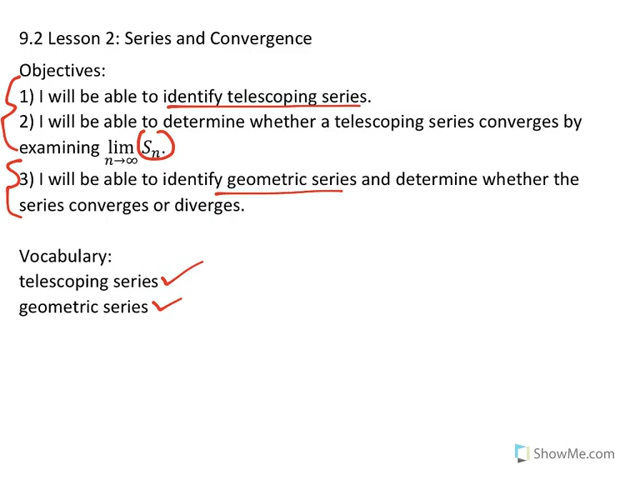 9.2 Lesson 2: Series and Convergence
Objectives:
1) I will be able to identify telescoping series.
2) I will be able to determine whether a telescoping series converges by
examining lim n→∞ Sn.
3) I will be able to identify geometric series and determine whether the
series converges or diverges.
Vocabulary:
telescoping series
geometric series
ShowMe.com